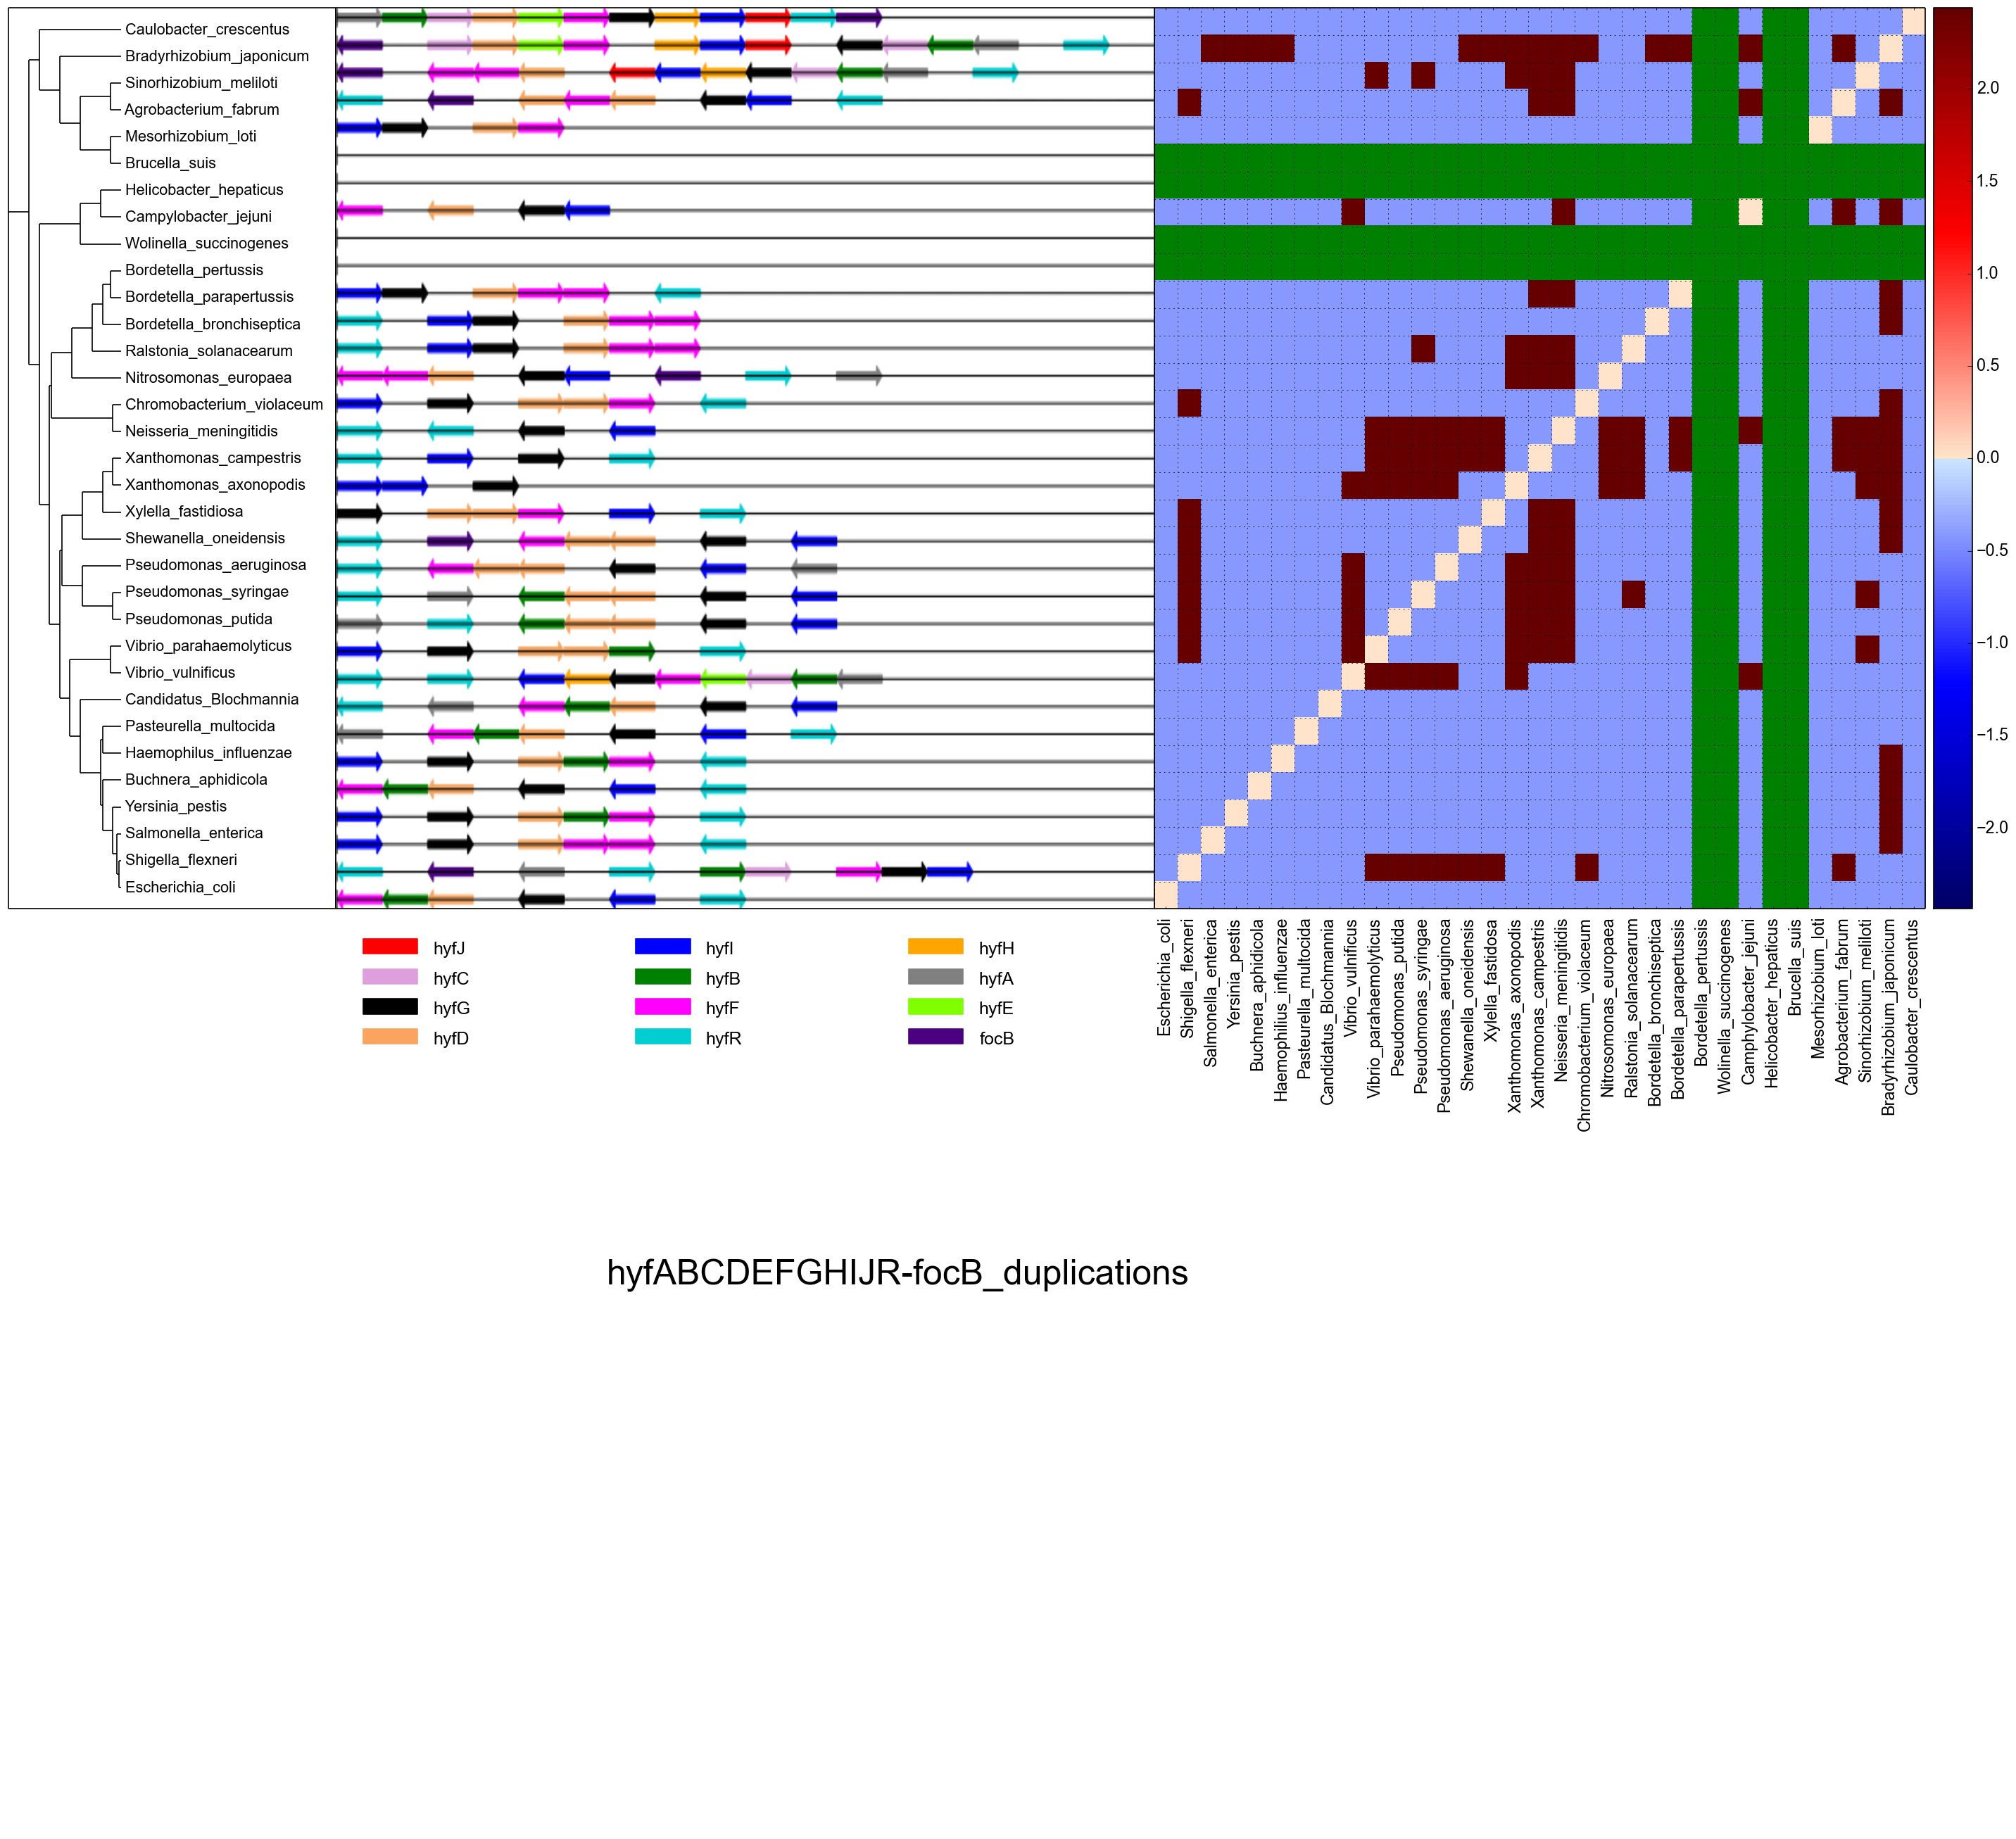 Caulobacter_crescentus
Bradyrhizobium_japonicum
Sinorhizobium_meliloti
Agrobacterium_fabrum
Mesorhizobium_loti
Brucella_suis
Helicobacter_hepaticus
Campylobacter_jejuni
Wolinella_succinogenes
Bordetella_pertussis
Bordetella_parapertussis
Bordetella_bronchiseptica
Ralstonia_solanacearum
Nitrosomonas_europaea
Chromobacterium_violaceum
Neisseria_meningitidis
Xanthomonas_campestris
Xanthomonas_axonopodis
Xylella_fastidiosa
Shewanella_oneidensis
Pseudomonas_aeruginosa
Pseudomonas_syringae
Pseudomonas_putida
Vibrio_parahaemolyticus
Vibrio_vulnificus
Candidatus_Blochmannia
Pasteurella_multocida
Haemophilus_influenzae
Buchnera_aphidicola
Yersinia_pestis
Salmonella_enterica
Shigella_flexneri
Escherichia_coli
2.0
1.5
1.0
0.5
0.0
−0.5
−1.0
−1.5
−2.0
Escherichia_coli
Shigella_flexneri
Salmonella_enterica
Yersinia_pestis
Buchnera_aphidicola
Haemophilius_influenzae
Pasteurella_multocida
Candidatus_Blochmannia
Vibrio_vulnificus
Vibrio_parahaemolyticus
Pseudomonas_putida
Pseudomonas_syringae
Pseudomonas_aeruginosa
Shewanella_oneidensis
Xylella_fastidosa
Xanthomonas_axonopodis
Xanthomonas_campestris
Neisseria_meningitidis
Chromobacterium_violaceum
Nitrosomonas_europaea
Ralstonia_solanacearum
Bordetella_bronchiseptica
Bordetella_parapertussis
Bordetella_pertussis
Wolinella_succinogenes
Camphylobacter_jejuni
Helicobacter_hepaticus
Brucella_suis
Mesorhizobium_loti
Agrobacterium_fabrum
Sinorhizobium_meliloti
Bradyrhizobium_japonicum
Caulobacter_crescentus
hyfJ hyfI hyfH
hyfC hyfB hyfA
hyfG hyfF hyfE
hyfD hyfR focB
hyfABCDEFGHIJR-focB_duplications